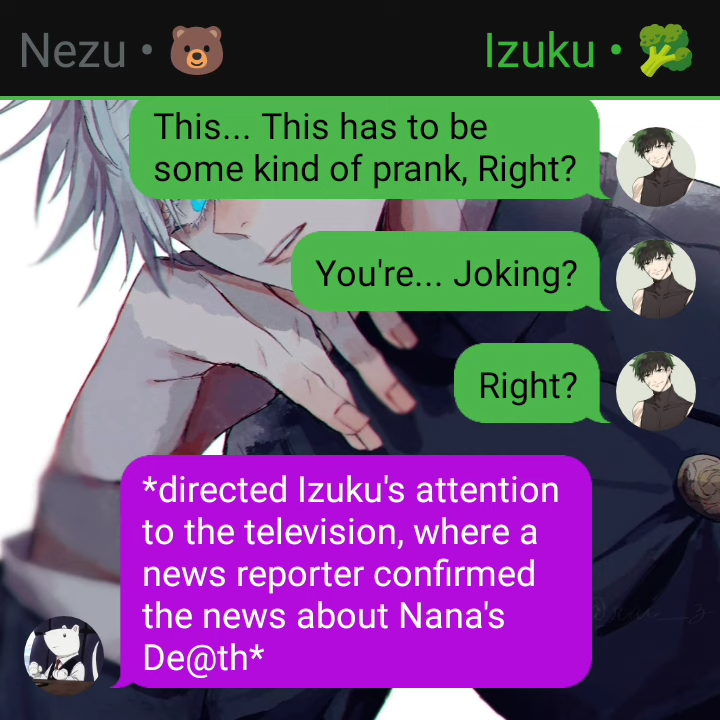 Nezu • 🐻
Izuku • 🥦
This... This has to be
some kind of prank, Right?
You're... Joking?
Right?
*directed Izuku's attention
to the television, where a
news reporter confirmed
the news about Nana's
De@th*